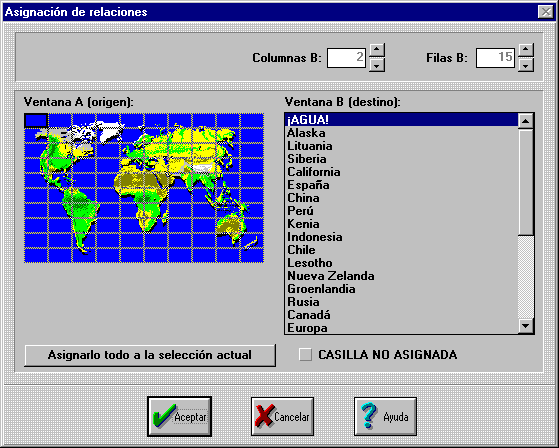 Asignación de relaciones
Columnas B: 2 Filas B: 15
Ventana A (origen): Ventana B (destino):
¡AGUA!
Alaska
Lituania
Siberia
California
España
China
Perú
Kenia
Indonesia
Chile
Lesotho
Nueva Zelanda
Groenlandia
Rusia
Canadá
Europa
Asignarlo todo a la selección actual CASILLA NO ASIGNADA
Aceptar Cancelar Ayuda